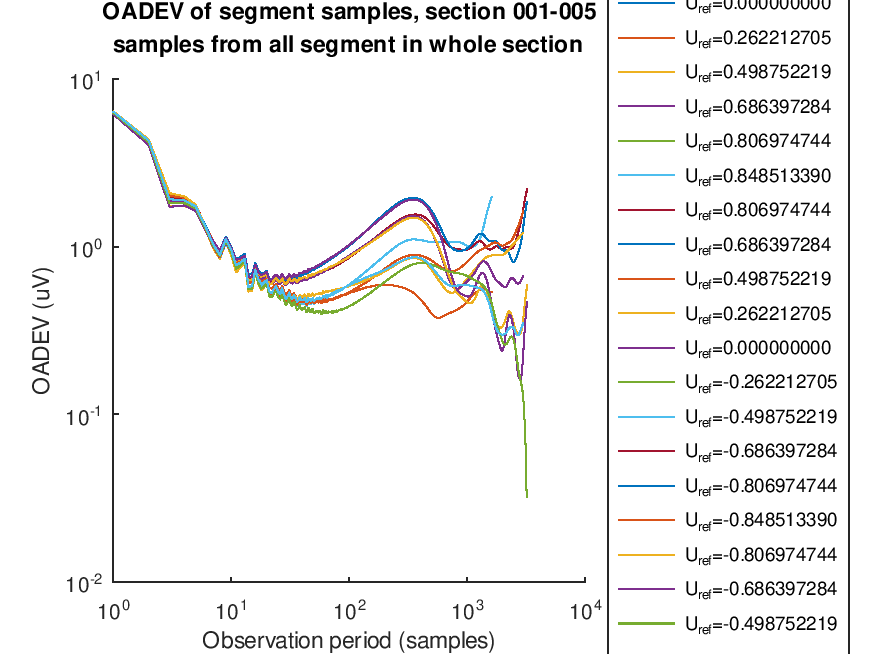 OADEV of segment samples, section 001-005
samples from all segment in whole section
10^1
10^0
10^-1
10^-2
OADEV (uV)
10^0 10^1 10^2 10^3 10^4
Observation period (samples)
U_ref=0.000000000
U_ref=0.262212705
U_ref=0.498752219
U_ref=0.686397284
U_ref=0.806974744
U_ref=0.848513390
U_ref=0.806974744
U_ref=0.686397284
U_ref=0.498752219
U_ref=0.262212705
U_ref=0.000000000
U_ref=-0.262212705
U_ref=-0.498752219
U_ref=-0.686397284
U_ref=-0.806974744
U_ref=-0.848513390
U_ref=-0.806974744
U_ref=-0.686397284
U_ref=-0.498752219